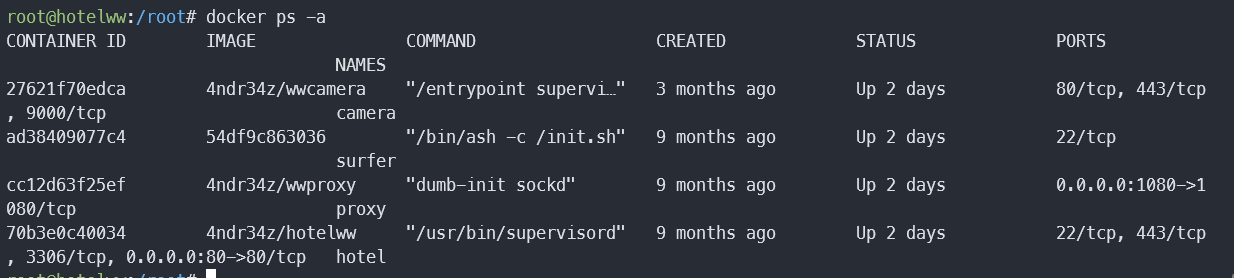 root@hotelww:/root# docker ps -a
CONTAINER ID        IMAGE               COMMAND                  CREATED             STATUS              PORTS
                                 NAMES
27621f70edca        4ndr34z/wwcamera    "/entrypoint supervi…"   3 months ago        Up 2 days           80/tcp, 443/tcp
, 9000/tcp                       camera
ad38409077c4        54df9c863036        "/bin/ash -c /init.sh"   9 months ago        Up 2 days           22/tcp
                                 surfer
cc12d63f25ef        4ndr34z/wwproxy     "dumb-init sockd"        9 months ago        Up 2 days           0.0.0.0:1080->1
080/tcp                          proxy
70b3e0c40034        4ndr34z/hotelww     "/usr/bin/supervisord"   9 months ago        Up 2 days           22/tcp, 443/tcp
, 3306/tcp, 0.0.0.0:80->80/tcp   hotel
root@hotelww:/root#